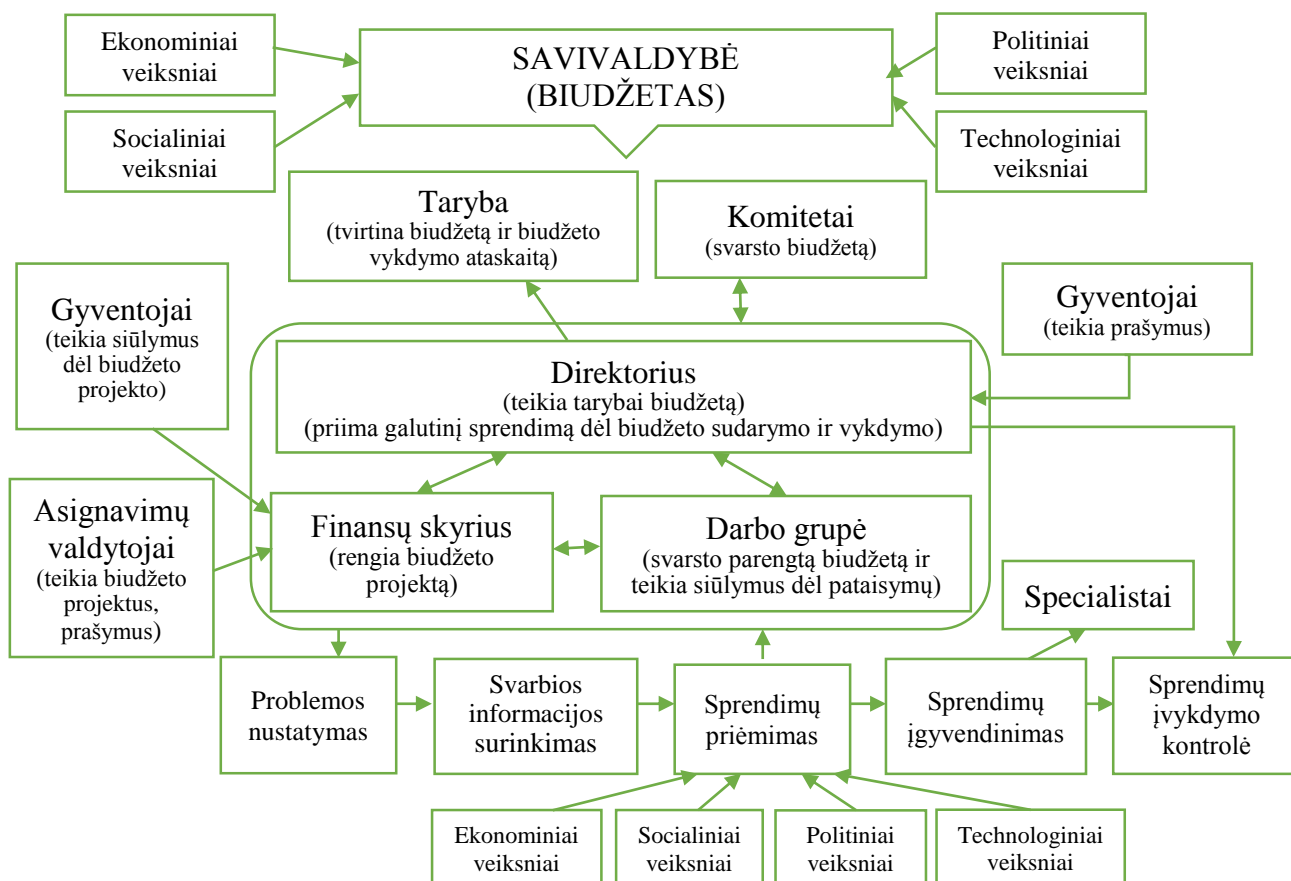 Ekonominiai
veiksniai
SAVIVALDYBĖ
(BIUDŽETAS)
Politiniai
veiksniai
Socialiniai
veiksniai
Technologiniai
veiksniai
Taryba
(tvirtina biudžetą ir biudžeto
vykdymo ataskaitą)
Komitetai
(svarsto biudžetą)
Gyventojai
(teikia siūlymus
dėl biudžeto
projekto)
Gyventojai
(teikia prašymus)
Direktorius
(teikia tarybai biudžetą)
(priima galutinį sprendimą dėl biudžeto sudarymo ir vykdymo)
Asignavimų
valdytojai
(teikia biudžeto
projektus,
prašymus)
Finansų skyrius
(rengia biudžeto
projektą)
Darbo grupė
(svarsto parengtą biudžetą ir
teikia siūlymus dėl pataisymų)
Specialistai
Problemos
nustatymas
Svarbios
informacijos
surinkimas
Sprendimų
priėmimas
Sprendimų
įgyvendinimas
Sprendimų
įvykdymo
kontrolė
Ekonominiai
veiksniai
Socialiniai
veiksniai
Politiniai
veiksniai
Technologiniai
veiksniai